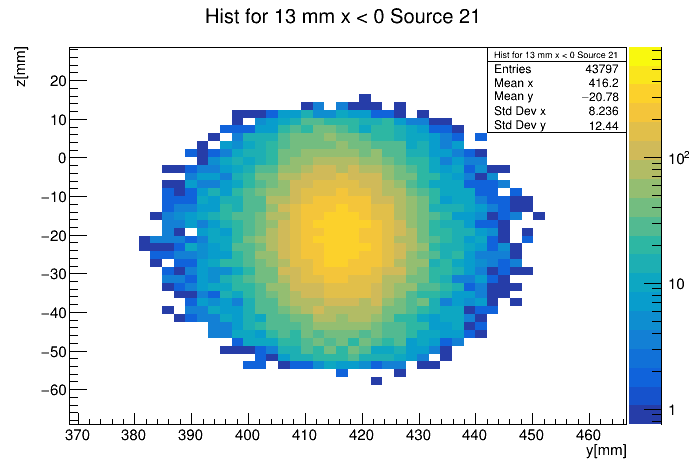 Hist for 13 mm x < 0 Source 21
z[mm]
Hist for 13 mm x < 0 Source 21
Entries 43797
Mean x 416.2
Mean y −20.78
Std Dev x 8.236
Std Dev y 12.44
20
10
0
−10
−20
−30
−40
−50
−60
10²
10
1
370 380 390 400 410 420 430 440 450 460
y[mm]